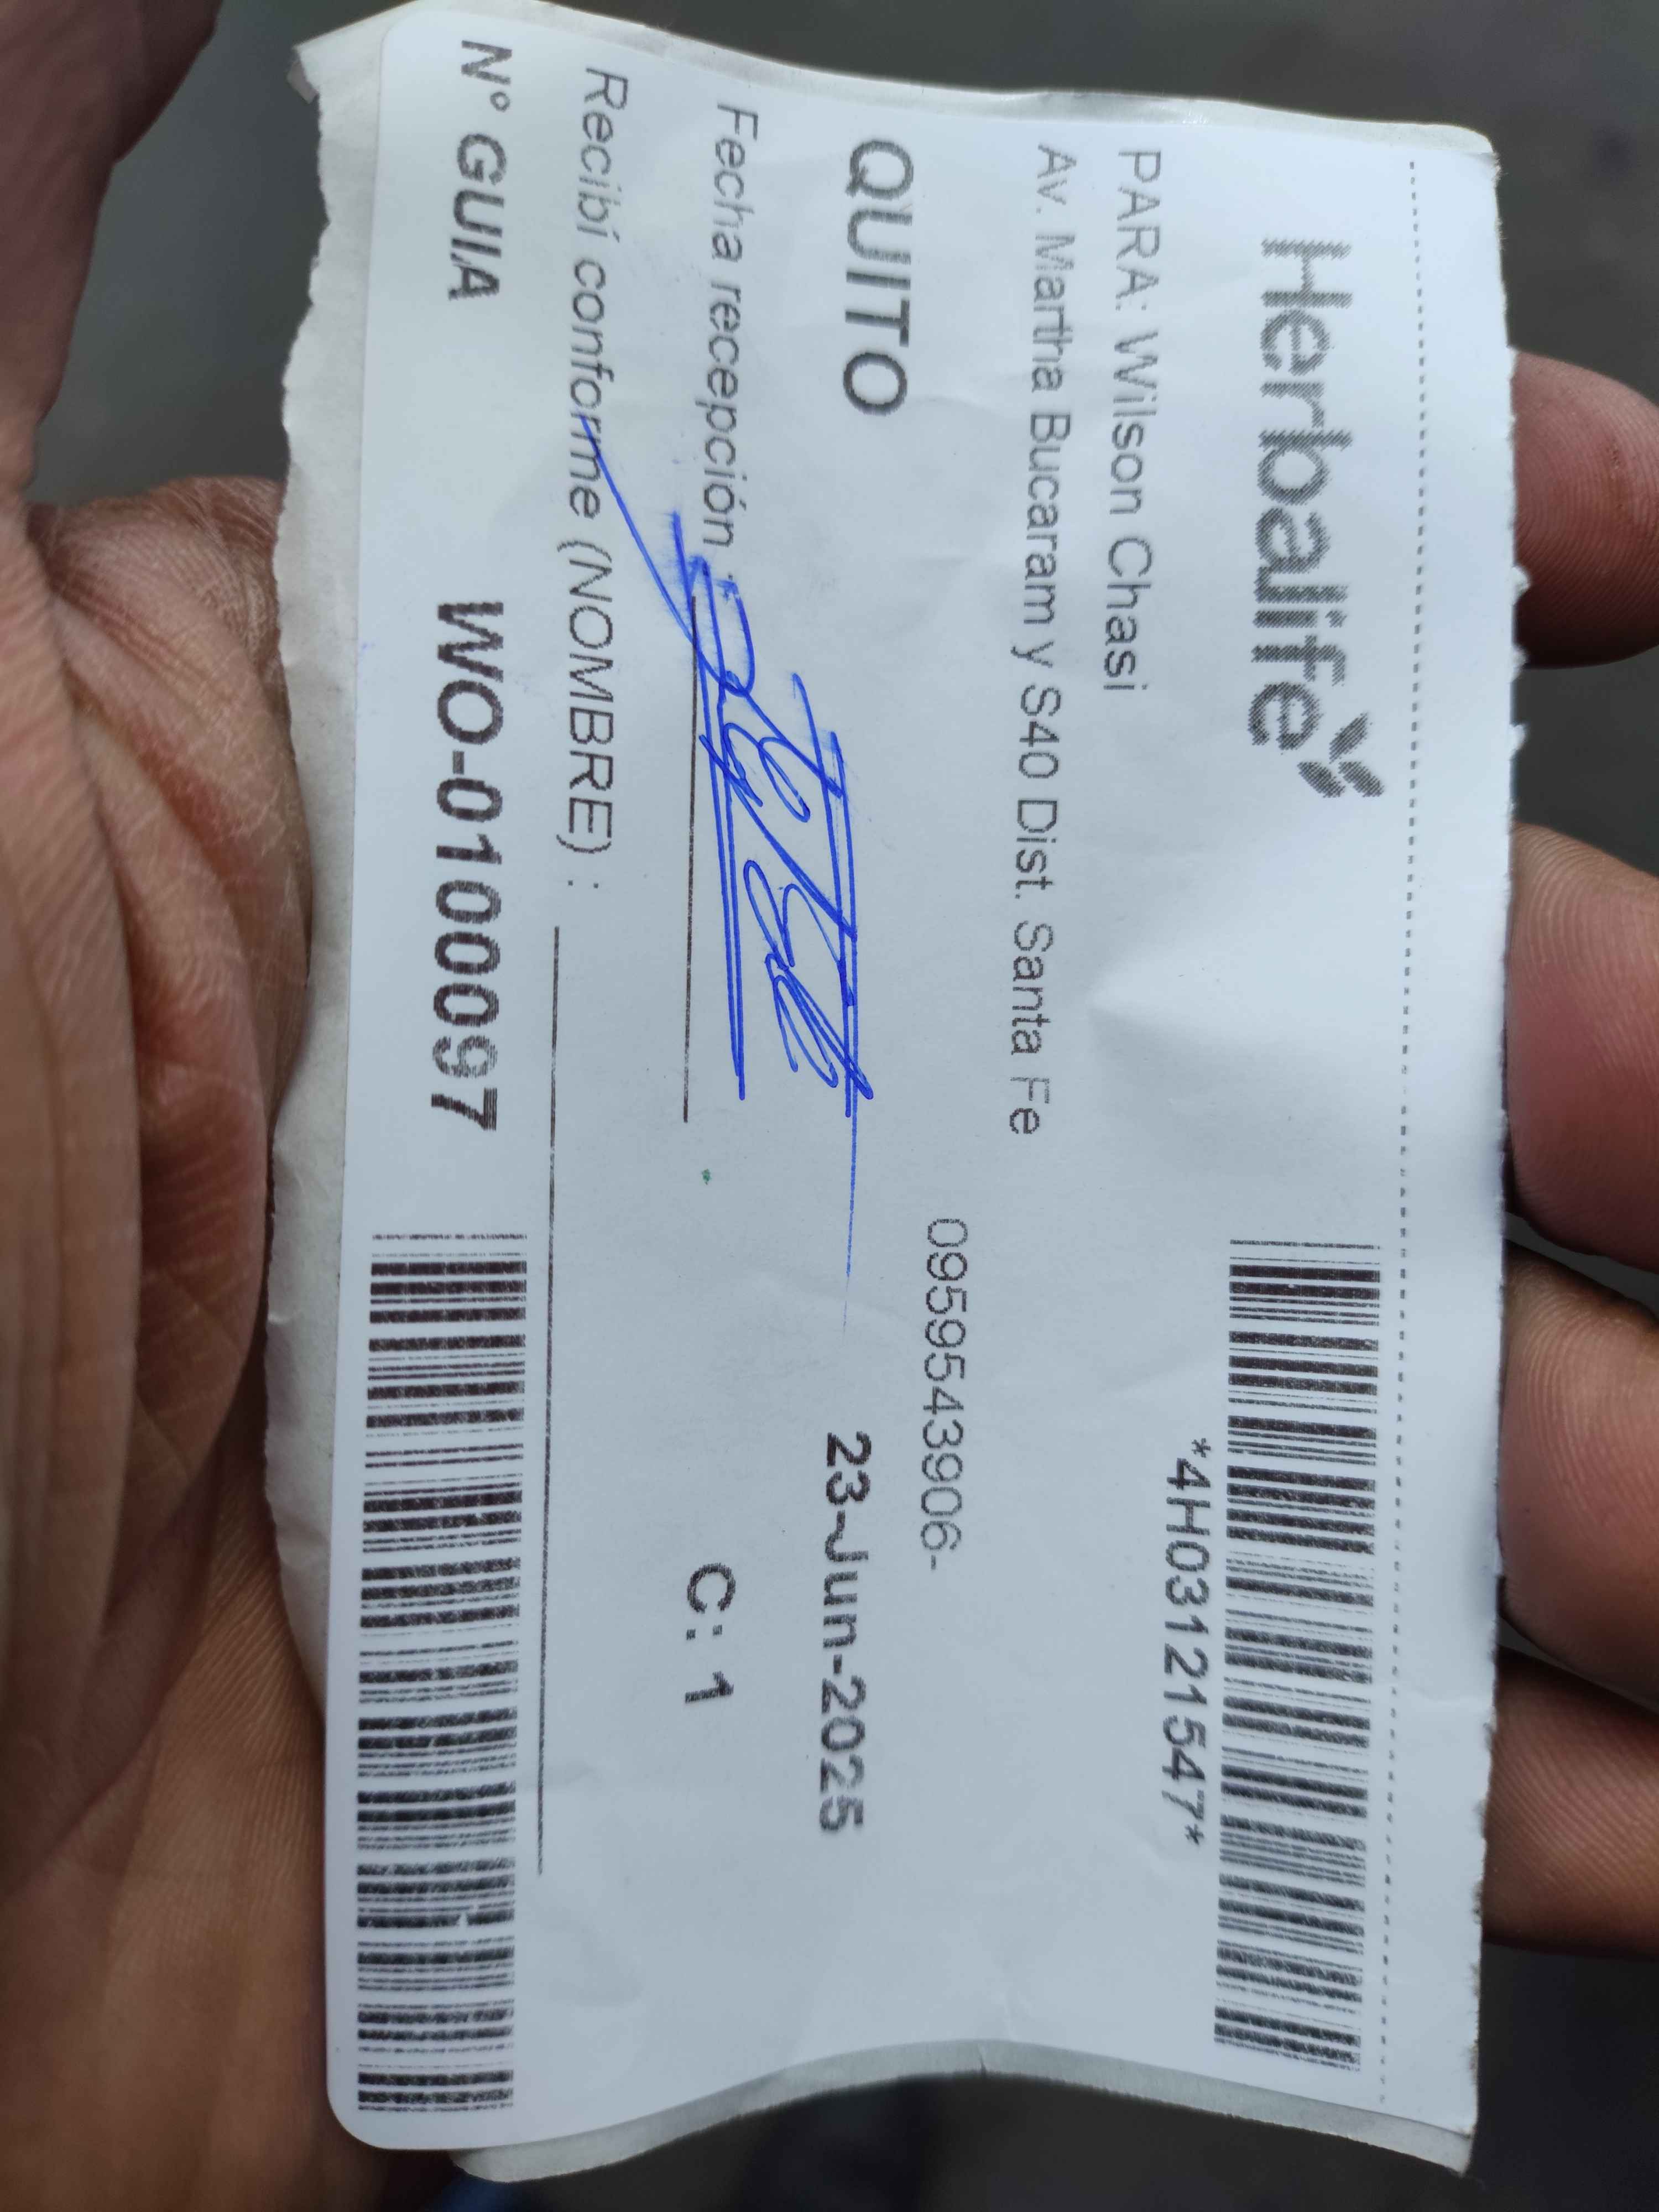 Herbalife
*4H03121547*
PARA: Wilson Chasi
Av. Martha Bucaram y S40 Dist. Santa Fe
0959543906-
QUITO
23-Jun-2025
Fecha recepción :
C: 1
Recibí conforme (NOMBRE) :
N° GUIA WO-0100097